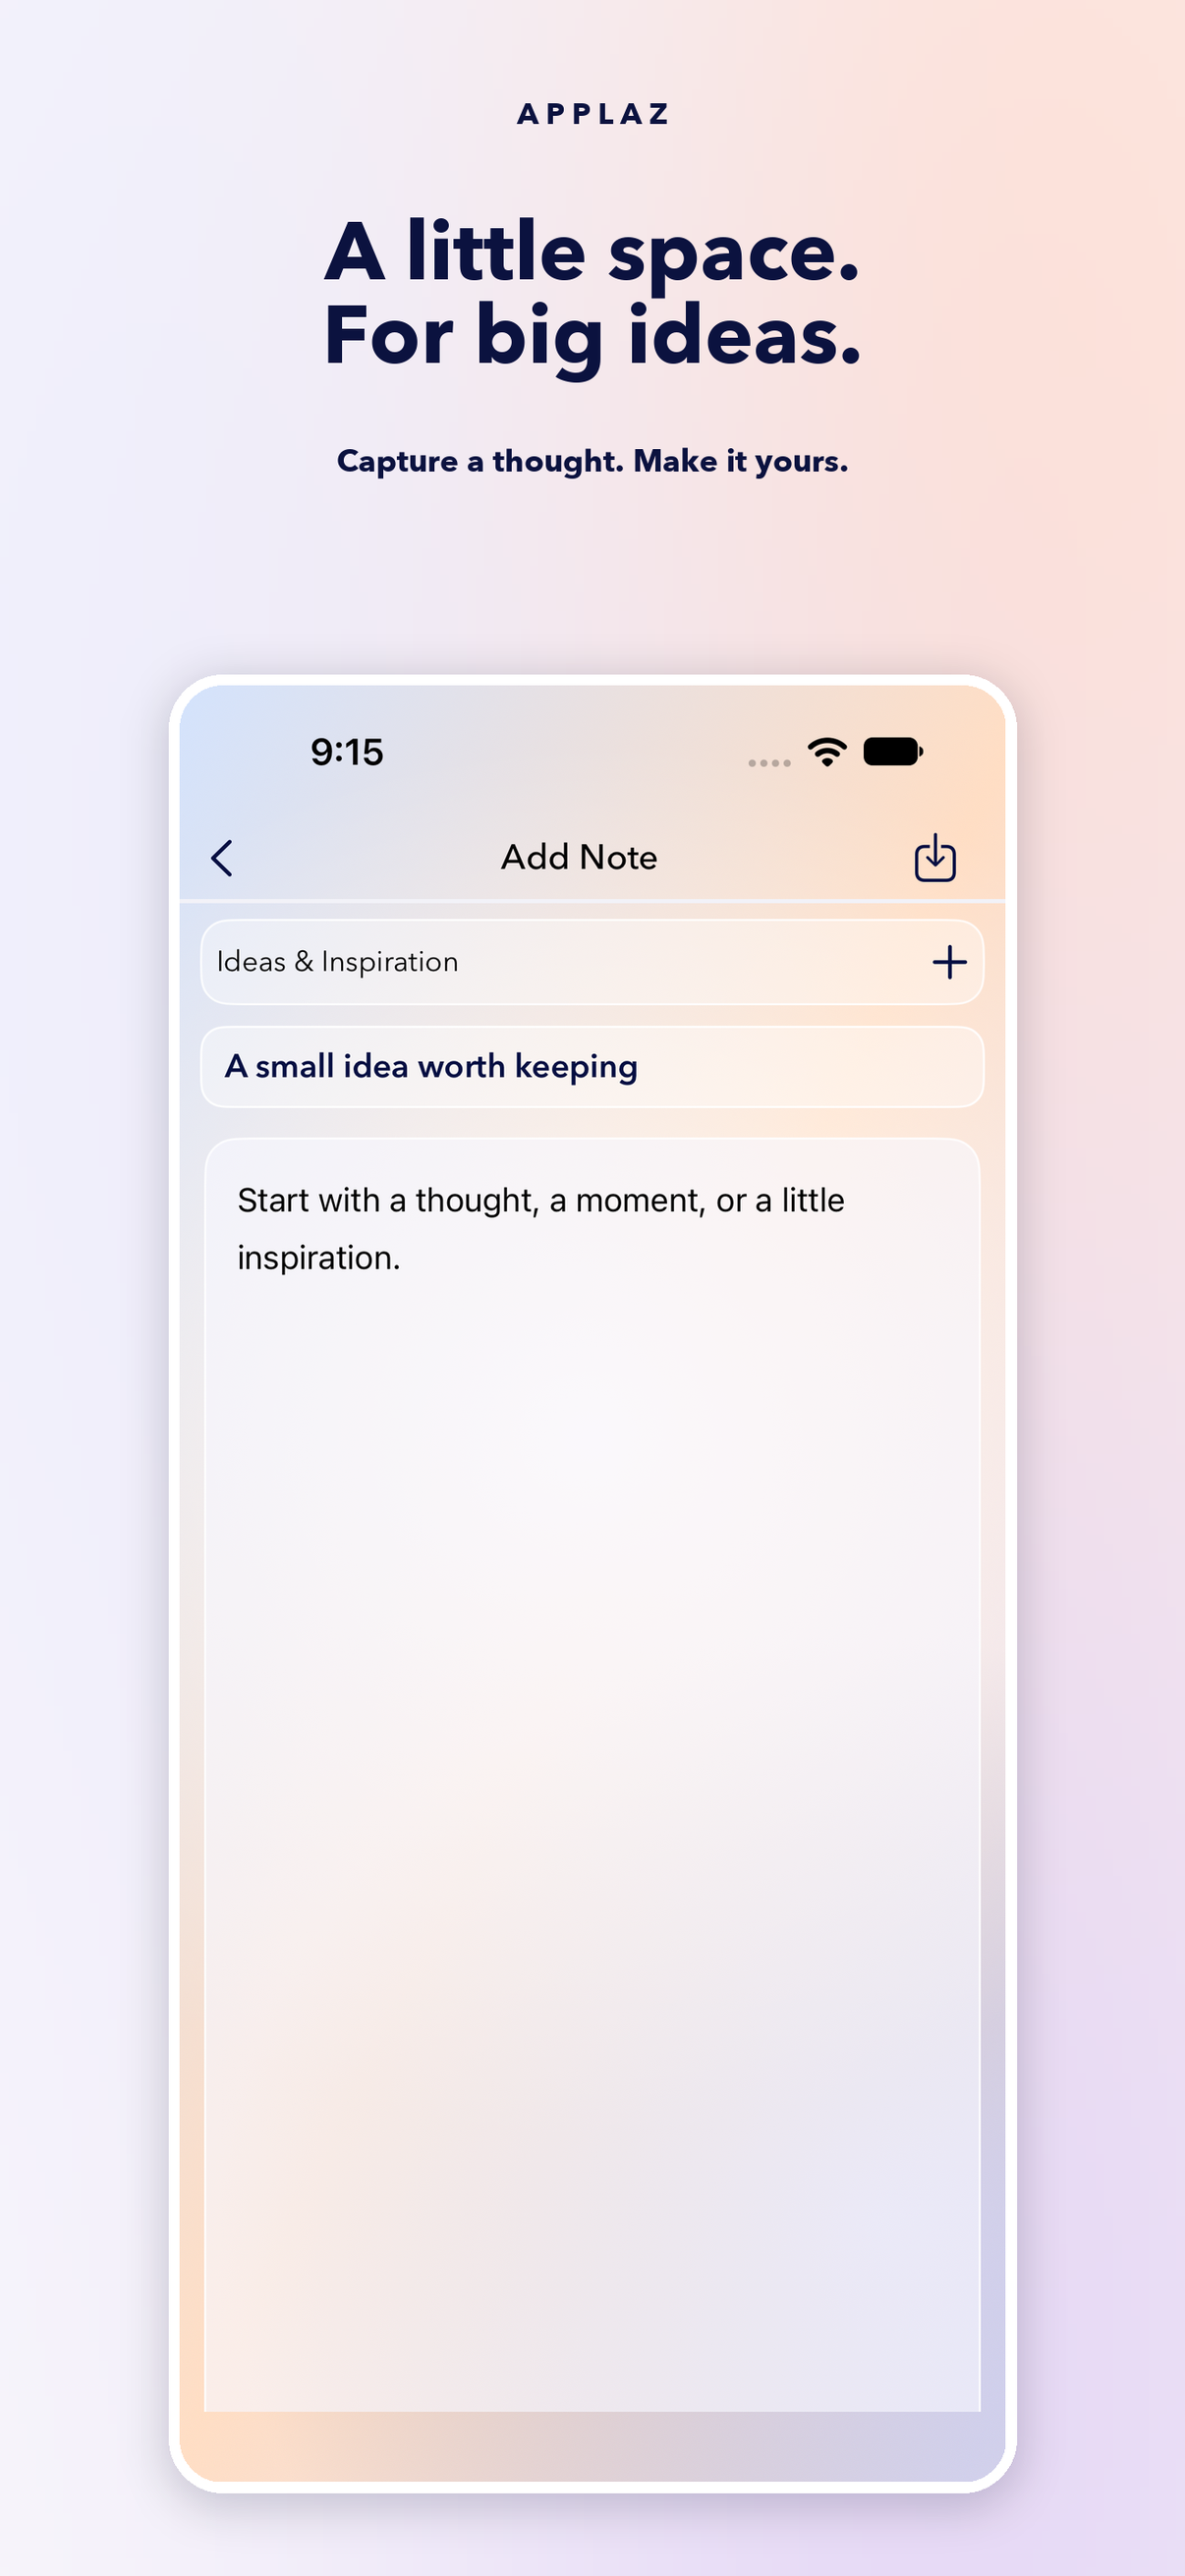 APPLAZ
A little space.
For big ideas.
Capture a thought. Make it yours.
9:15
Add Note
Ideas & Inspiration
A small idea worth keeping
Start with a thought, a moment, or a little
inspiration.